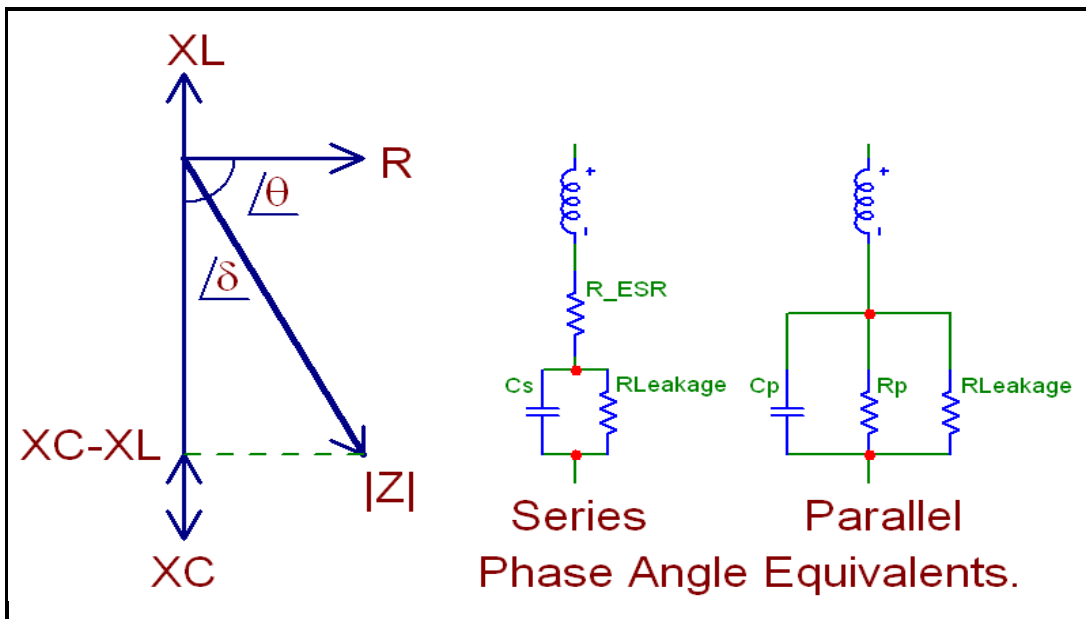 XL
R
∠θ
∠δ
XC-XL
|Z|
XC
+
-
R_ESR
Cs
RLeakage
Series
+
-
Cp
Rp
RLeakage
Parallel
Phase Angle Equivalents.